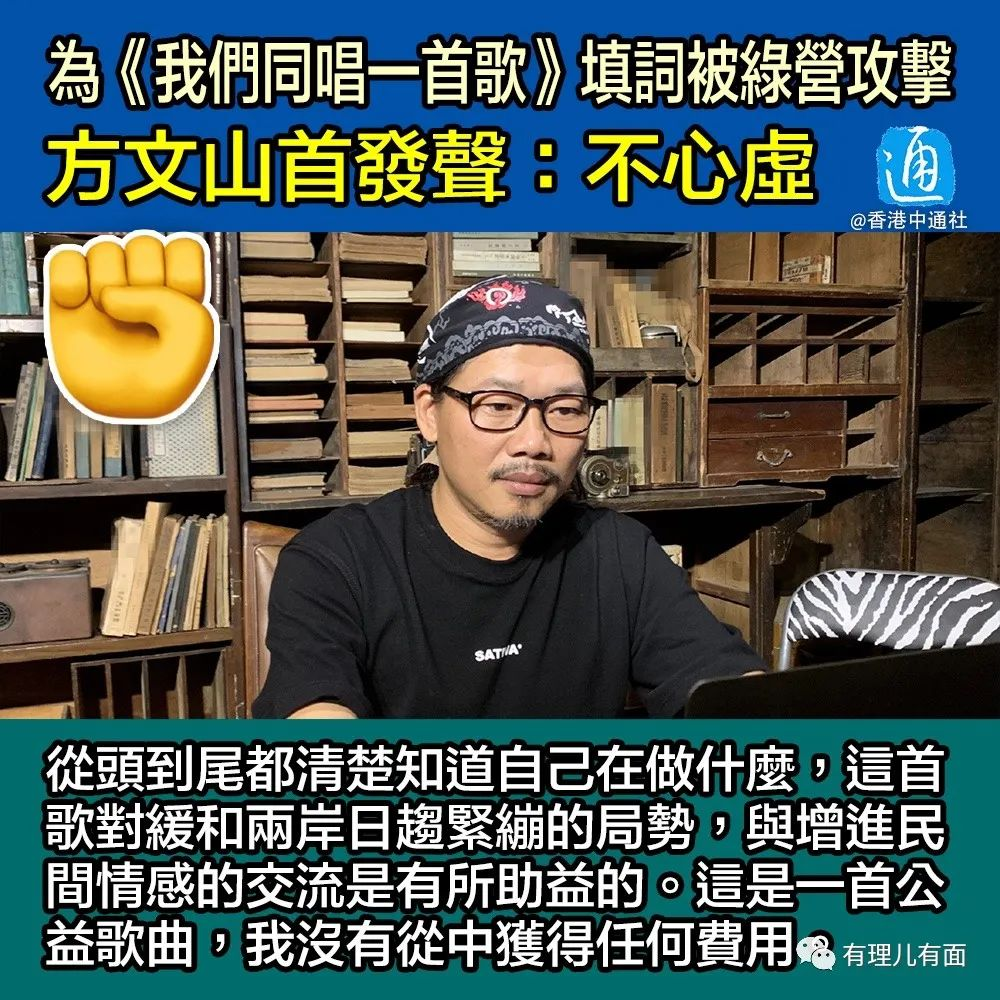 為《我們同唱一首歌》填詞被綠營攻擊
方文山首發聲：不心虛
通
@香港中通社
SATIVA
從頭到尾都清楚知道自己在做什麼，這首
歌對緩和兩岸日趨緊繃的局勢，與增進民
間情感的交流是有所助益的。這是一首公
益歌曲，我沒有從中獲得任何費用。
有理儿有面